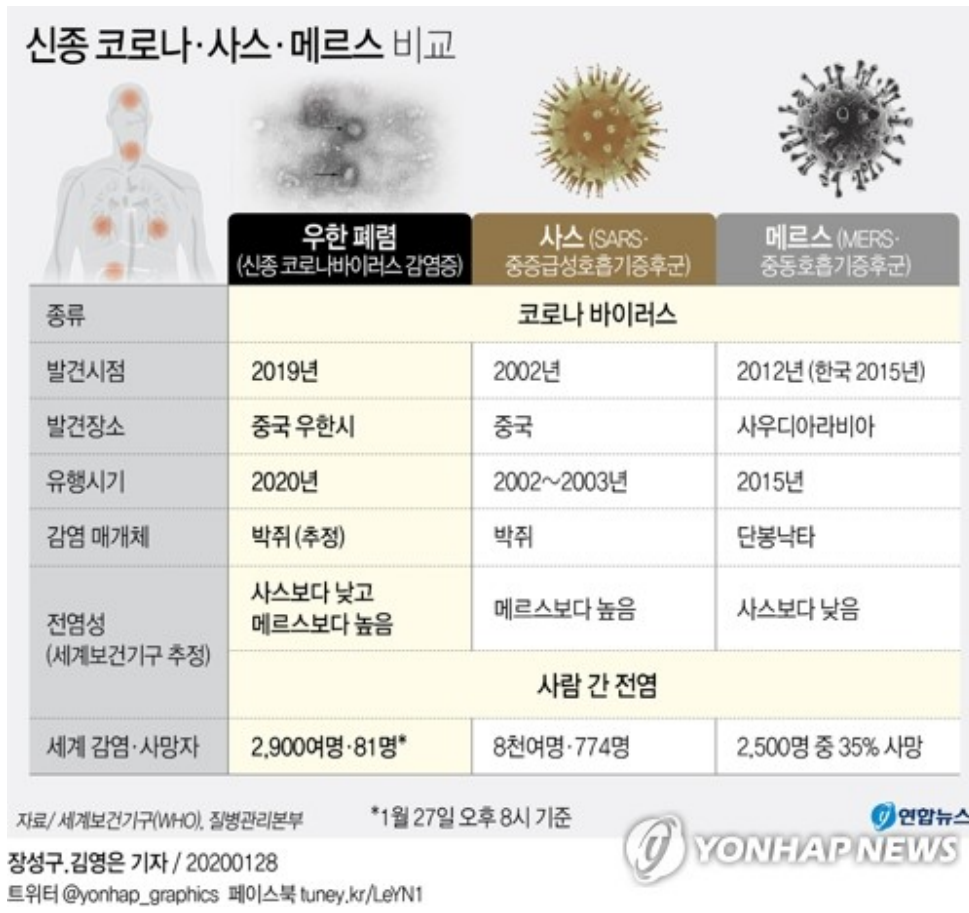 신종 코로나·사스·메르스 비교
우한 폐렴
(신종 코로나바이러스 감염증)
사스 (SARS·
중증급성호흡기증후군)
메르스 (MERS·
중동호흡기증후군)
종류
코로나 바이러스
발견시점
2019년
2002년
2012년 (한국 2015년)
발견장소
중국 우한시
중국
사우디아라비아
유행시기
2020년
2002~2003년
2015년
감염 매개체
박쥐 (추정)
박쥐
단봉낙타
전염성
(세계보건기구 추정)
사스보다 낮고
메르스보다 높음
메르스보다 높음
사스보다 낮음
사람 간 전염
세계 감염·사망자
2,900여명·81명*
8천여명·774명
2,500명 중 35% 사망
자료/ 세계보건기구(WHO), 질병관리본부
*1월 27일 오후 8시 기준
연합뉴스
YONHAP NEWS
장성구.김영은 기자 / 20200128
트위터 @yonhap_graphics 페이스북 tuney.kr/LeYN1